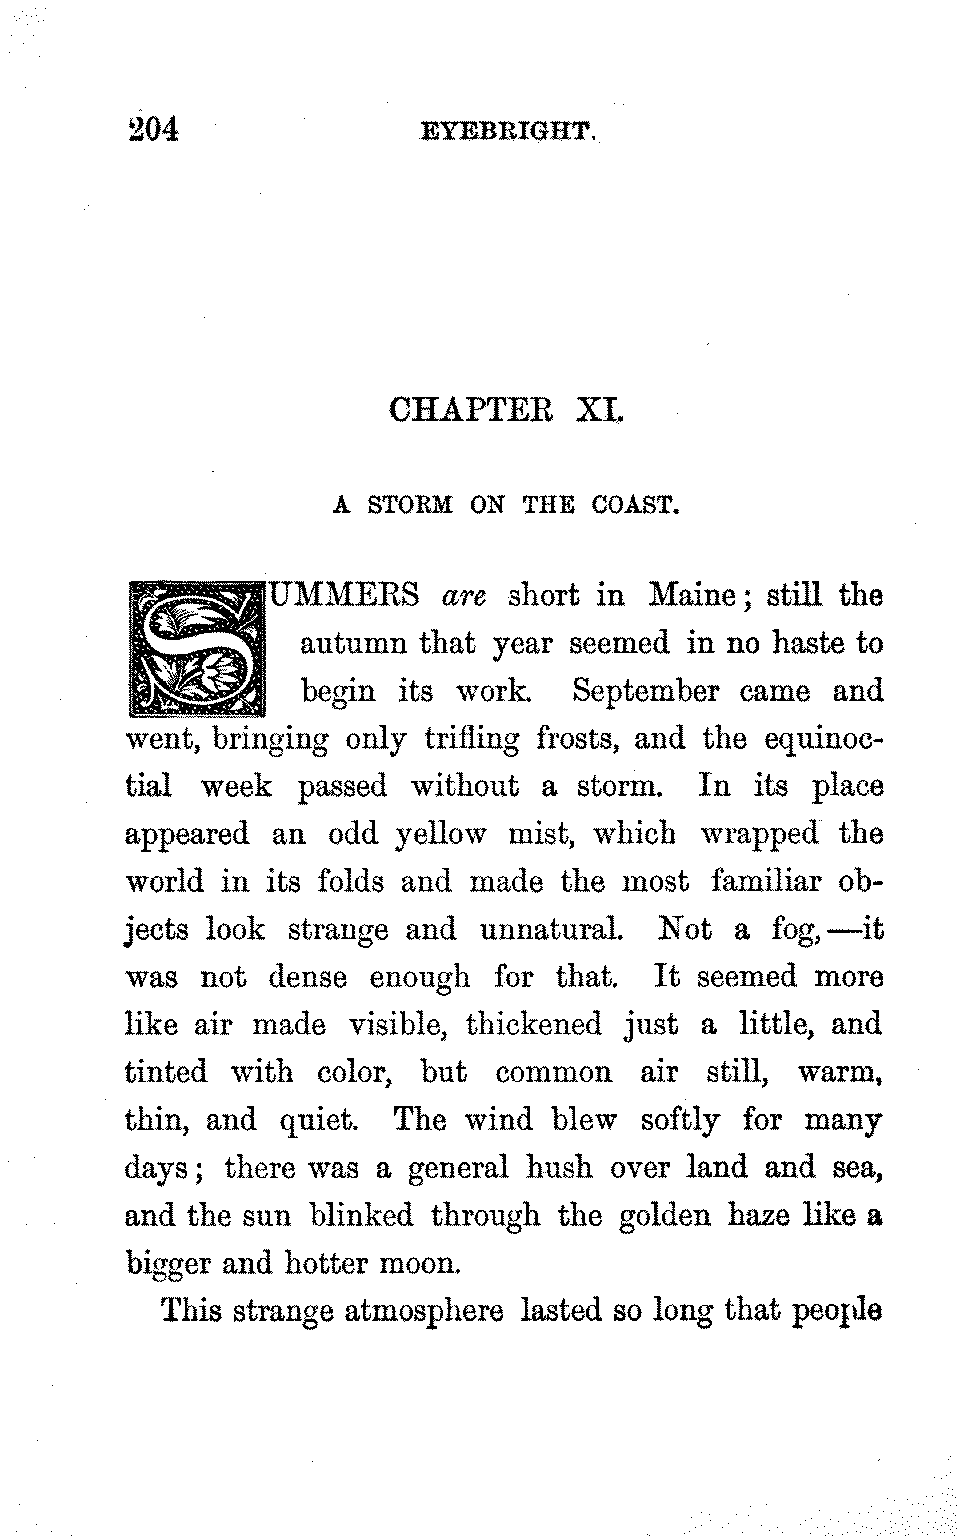 204 EYEBRIGHT.
CHAPTER XI.
A STORM ON THE COAST.
SUMMERS are short in Maine; still the
autumn that year seemed in no haste to
begin its work. September came and
went, bringing only trifling frosts, and the equinoc-
tial week passed without a storm. In its place
appeared an odd yellow mist, which wrapped the
world in its folds and made the most familiar ob-
jects look strange and unnatural. Not a fog,—it
was not dense enough for that. It seemed more
like air made visible, thickened just a little, and
tinted with color, but common air still, warm,
thin, and quiet. The wind blew softly for many
days; there was a general hush over land and sea,
and the sun blinked through the golden haze like a
bigger and hotter moon.
This strange atmosphere lasted so long that people